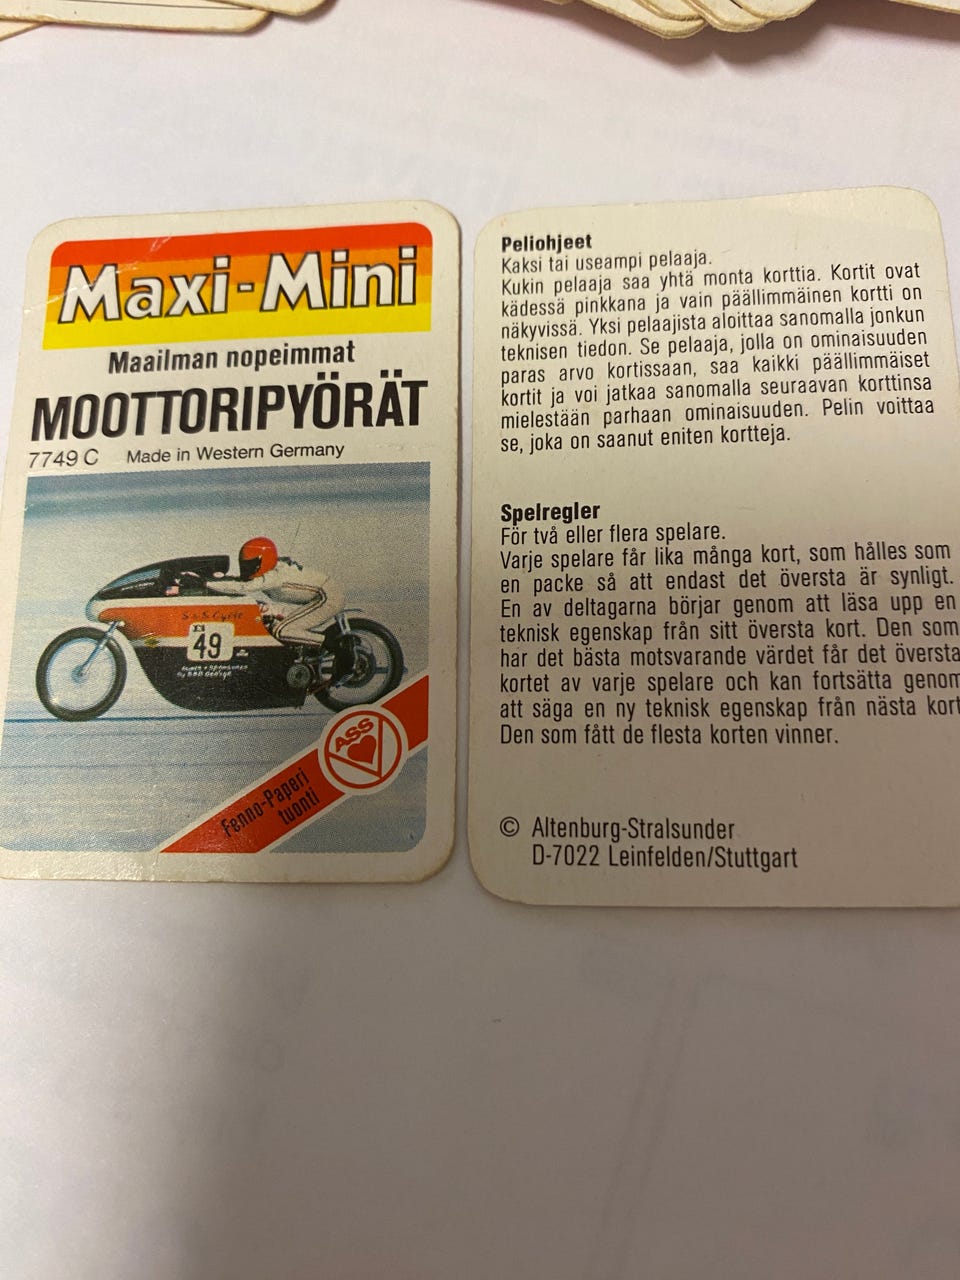 Maxi-Mini
Maailman nopeimmat
MOOTTORIPYÖRÄT
7749 C Made in Western Germany
S&S Cycle
49
ASS
Fenno-Paperi
tuonti
Peliohjeet
Kaksi tai useampi pelaaja.
Kukin pelaaja saa yhtä monta korttia. Kortit ovat
kädessä pinkkana ja vain päällimmäinen kortti on
näkyvissä. Yksi pelaajista aloittaa sanomalla jonkun
teknisen tiedon. Se pelaaja, jolla on ominaisuuden
paras arvo kortissaan, saa kaikki päällimmäiset
kortit ja voi jatkaa sanomalla seuraavan korttinsa
mielestään parhaan ominaisuuden. Pelin voittaa
se, joka on saanut eniten kortteja.
Spelregler
För två eller flera spelare.
Varje spelare får lika många kort, som hålles som
en packe så att endast det översta är synligt.
En av deltagarna börjar genom att läsa upp en
teknisk egenskap från sitt översta kort. Den som
har det bästa motsvarande värdet får det översta
kortet av varje spelare och kan fortsätta genom
att säga en ny teknisk egenskap från nästa kort
Den som fått de flesta korten vinner.
© Altenburg-Stralsunder
D-7022 Leinfelden/Stuttgart